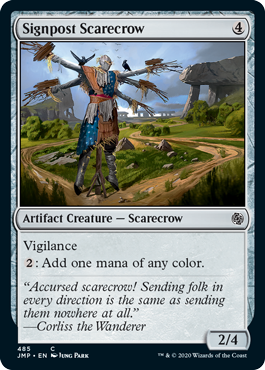 Signpost Scarecrow 4
Artifact Creature — Scarecrow
Vigilance
2: Add one mana of any color.
“Accursed scarecrow! Sending folk in
every direction is the same as sending
them nowhere at all.”
—Corliss the Wanderer
2/4
485 C
JMP • EN Jung Park
™ & © 2020 Wizards of the Coast